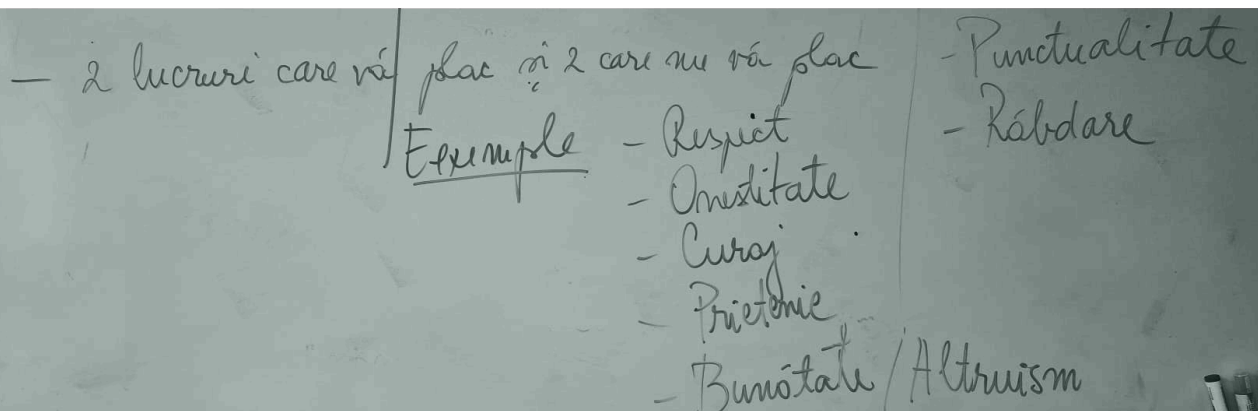 - 2 lucruri care vă plac și 2 care nu vă plac
Exemple - Respect
- Onestitate
- Curaj
- Prietenie
- Bunătate / Altruism
- Punctualitate
- Răbdare